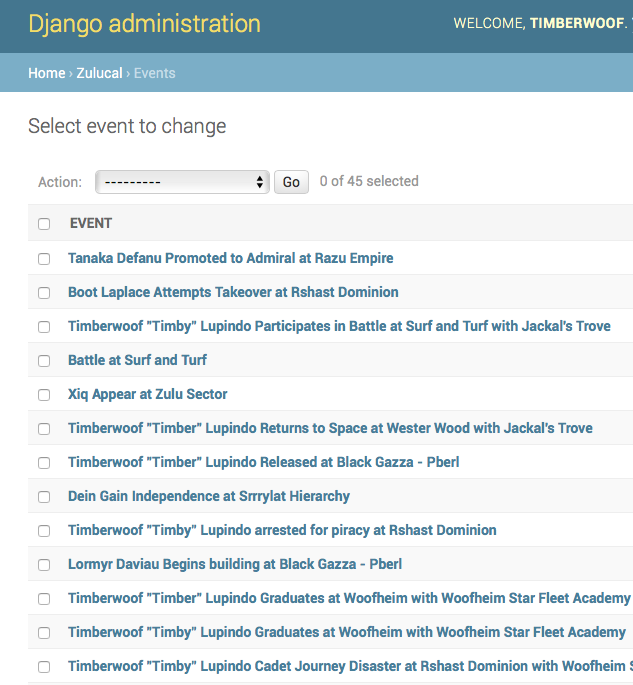 Django administration
WELCOME, TIMBERWOOF.
Home › Zulucal › Events
Select event to change
Action: --------- Go 0 of 45 selected
EVENT
Tanaka Defanu Promoted to Admiral at Razu Empire
Boot Laplace Attempts Takeover at Rshast Dominion
Timberwoof "Timby" Lupindo Participates in Battle at Surf and Turf with Jackal's Trove
Battle at Surf and Turf
Xiq Appear at Zulu Sector
Timberwoof "Timber" Lupindo Returns to Space at Wester Wood with Jackal's Trove
Timberwoof "Timber" Lupindo Released at Black Gazza - Pberl
Dein Gain Independence at Srrrylat Hierarchy
Timberwoof "Timby" Lupindo arrested for piracy at Rshast Dominion
Lormyr Daviau Begins building at Black Gazza - Pberl
Timberwoof "Timber" Lupindo Graduates at Woofheim with Woofheim Star Fleet Academy
Timberwoof "Timby" Lupindo Graduates at Woofheim with Woofheim Star Fleet Academy
Timberwoof "Timby" Lupindo Cadet Journey Disaster at Rshast Dominion with Woofheim